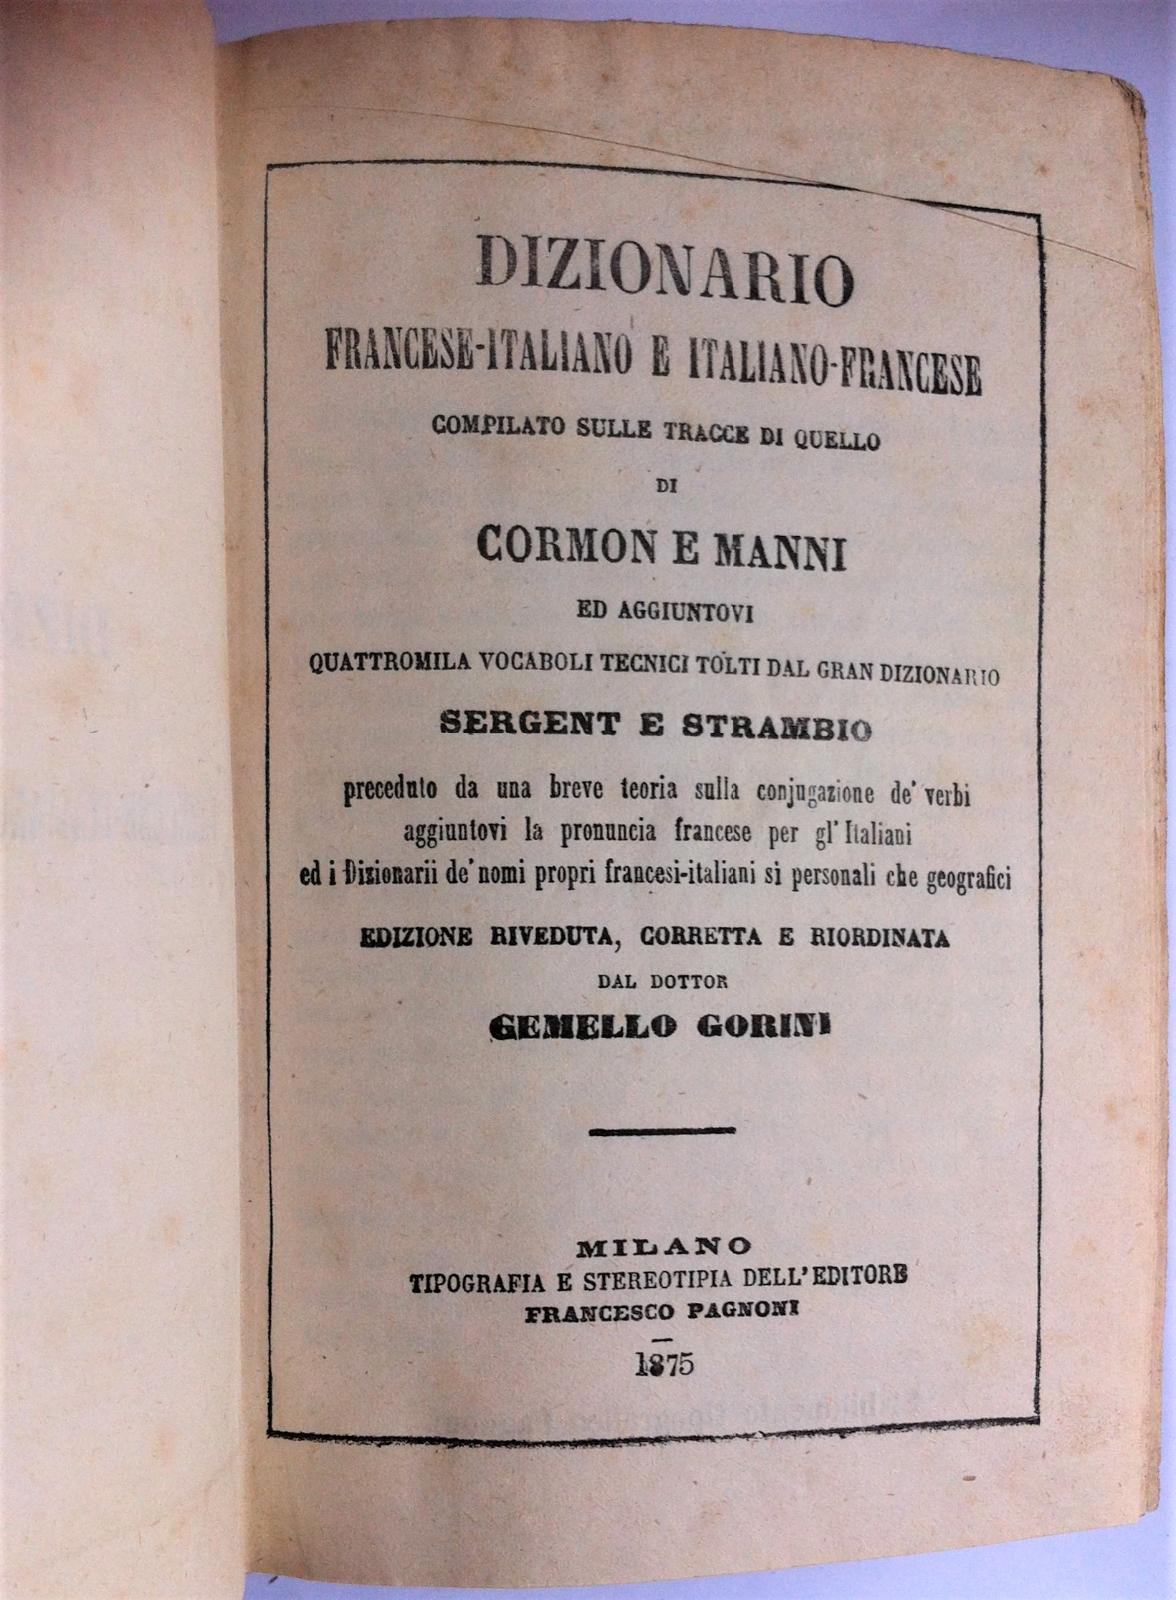 DIZIONARIO
FRANCESE-ITALIANO E ITALIANO-FRANCESE
COMPILATO SULLE TRACCE DI QUELLO
DI
CORMON E MANNI
ED AGGIUNTOVI
QUATTROMILA VOCABOLI TECNICI TOLTI DAL GRAN DIZIONARIO
SERGENT E STRAMBIO
preceduto da una breve teoria sulla conjugazione de' verbi
aggiuntovi la pronuncia francese per gl' Italiani
ed i Dizionarii de' nomi propri francesi-italiani sì personali che geografici
EDIZIONE RIVEDUTA, CORRETTA E RIORDINATA
DAL DOTTOR
GEMELLO GORINI
MILANO
TIPOGRAFIA E STEREOTIPIA DELL'EDITORE
FRANCESCO PAGNONI
1875